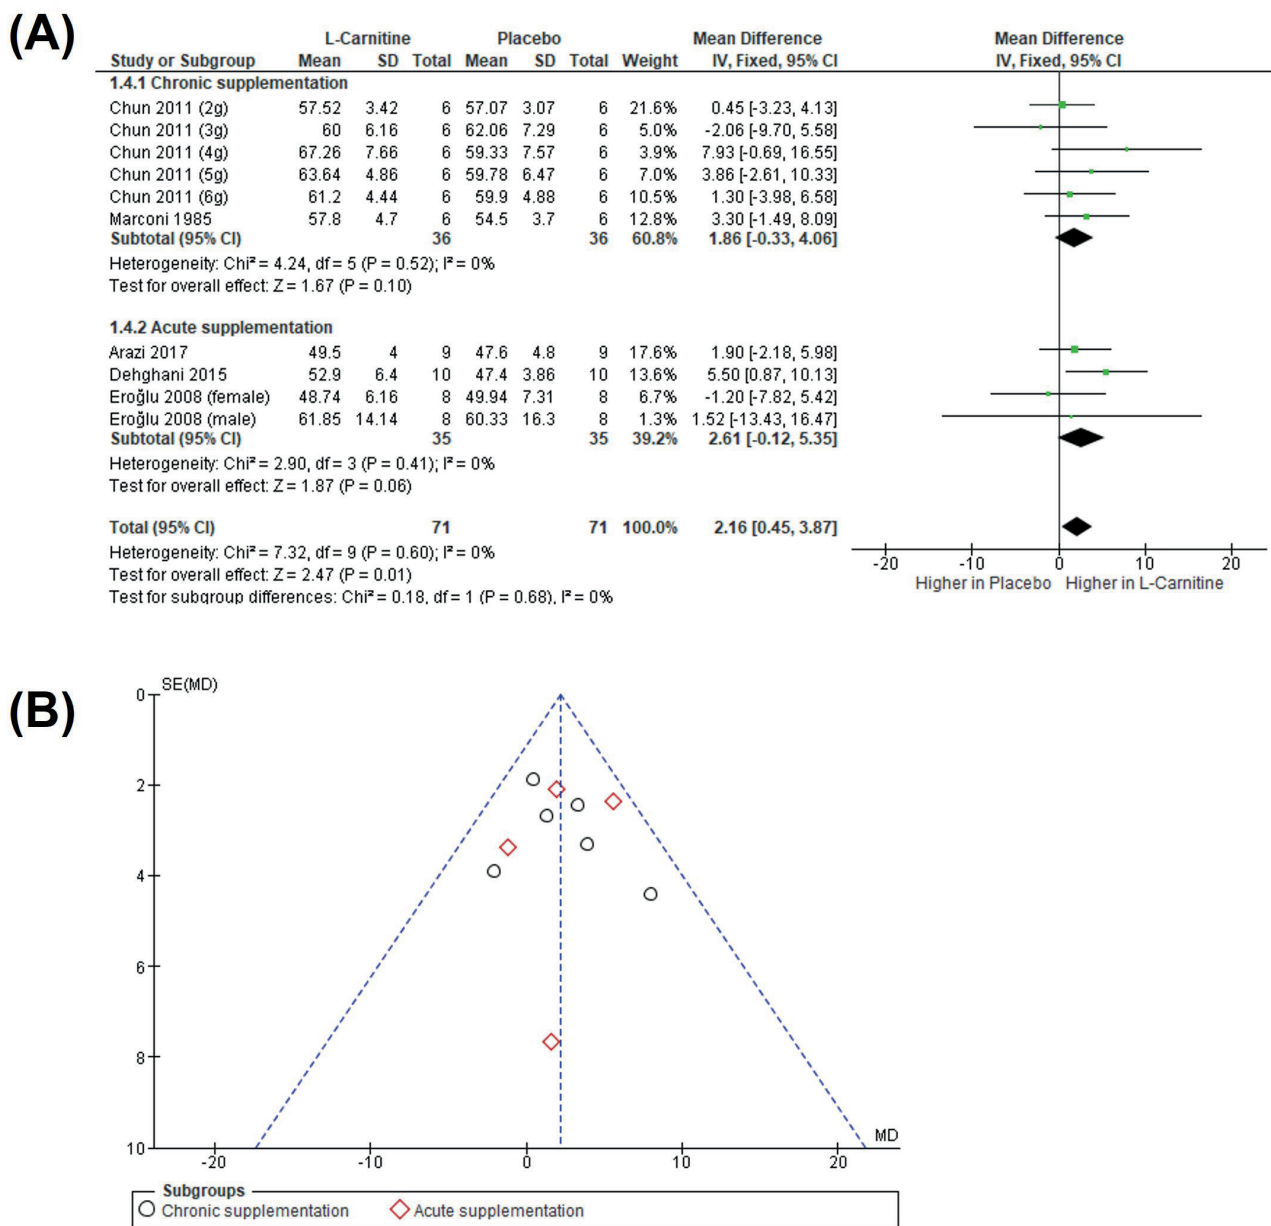 (A)
L-Carnitine Placebo Mean Difference Mean Difference
Study or Subgroup Mean SD Total Mean SD Total Weight IV, Fixed, 95% CI IV, Fixed, 95% CI
1.4.1 Chronic supplementation
Chun 2011 (2g) 57.52 3.42 6 57.07 3.07 6 21.6% 0.45 [-3.23, 4.13]
Chun 2011 (3g) 60 6.16 6 62.06 7.29 6 5.0% -2.06 [-9.70, 5.58]
Chun 2011 (4g) 67.26 7.66 6 59.33 7.57 6 3.9% 7.93 [-0.69, 16.55]
Chun 2011 (5g) 63.64 4.86 6 59.78 6.47 6 7.0% 3.86 [-2.61, 10.33]
Chun 2011 (6g) 61.2 4.44 6 59.9 4.88 6 10.5% 1.30 [-3.98, 6.58]
Marconi 1985 57.8 4.7 6 54.5 3.7 6 12.8% 3.30 [-1.49, 8.09]
Subtotal (95% CI) 36 36 60.8% 1.86 [-0.33, 4.06]
Heterogeneity: Chi² = 4.24, df = 5 (P = 0.52); I² = 0%
Test for overall effect: Z = 1.67 (P = 0.10)
1.4.2 Acute supplementation
Arazi 2017 49.5 4 9 47.6 4.8 9 17.6% 1.90 [-2.18, 5.98]
Dehghani 2015 52.9 6.4 10 47.4 3.86 10 13.6% 5.50 [0.87, 10.13]
Eroğlu 2008 (female) 48.74 6.16 8 49.94 7.31 8 6.7% -1.20 [-7.82, 5.42]
Eroğlu 2008 (male) 61.85 14.14 8 60.33 16.3 8 1.3% 1.52 [-13.43, 16.47]
Subtotal (95% CI) 35 35 39.2% 2.61 [-0.12, 5.35]
Heterogeneity: Chi² = 2.90, df = 3 (P = 0.41); I² = 0%
Test for overall effect: Z = 1.87 (P = 0.06)
Total (95% CI) 71 71 100.0% 2.16 [0.45, 3.87]
Heterogeneity: Chi² = 7.32, df = 9 (P = 0.60); I² = 0%
Test for overall effect: Z = 2.47 (P = 0.01)
Test for subgroup differences: Chi² = 0.18, df = 1 (P = 0.68), I² = 0%
-20 -10 0 10 20
Higher in Placebo Higher in L-Carnitine
(B)
SE(MD)
0
2
4
6
8
10
MD
-20 -10 0 10 20
Subgroups
Chronic supplementation Acute supplementation